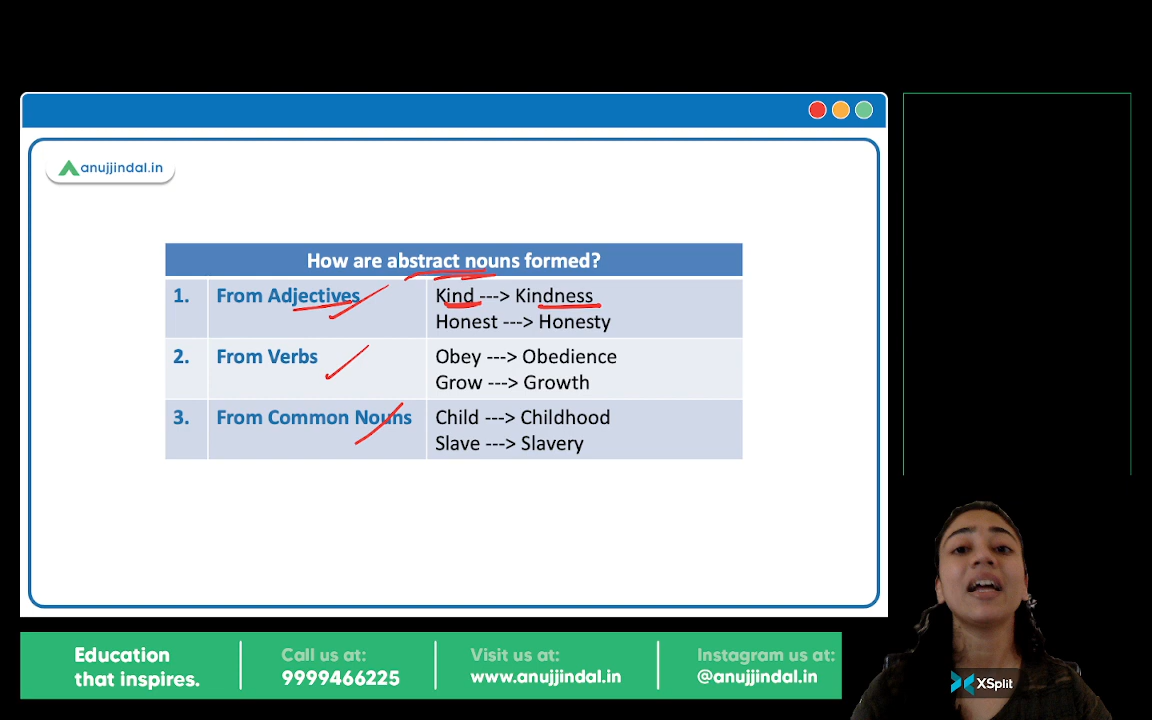 anujjindal.in
How are abstract nouns formed?
1. From Adjectives Kind ---> Kindness
Honest ---> Honesty
2. From Verbs Obey ---> Obedience
Grow ---> Growth
3. From Common Nouns Child ---> Childhood
Slave ---> Slavery
Education
that inspires.
Call us at:
9999466225
Visit us at:
www.anujjindal.in
Instagram us at:
@anujjindal.in
XSplit